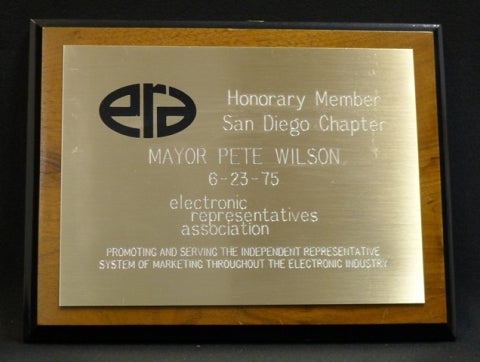 era
Honorary Member
San Diego Chapter
MAYOR PETE WILSON
6-23-75
electronic
representatives
association
PROMOTING AND SERVING THE INDEPENDENT REPRESENTATIVE
SYSTEM OF MARKETING THROUGHOUT THE ELECTRONIC INDUSTRY